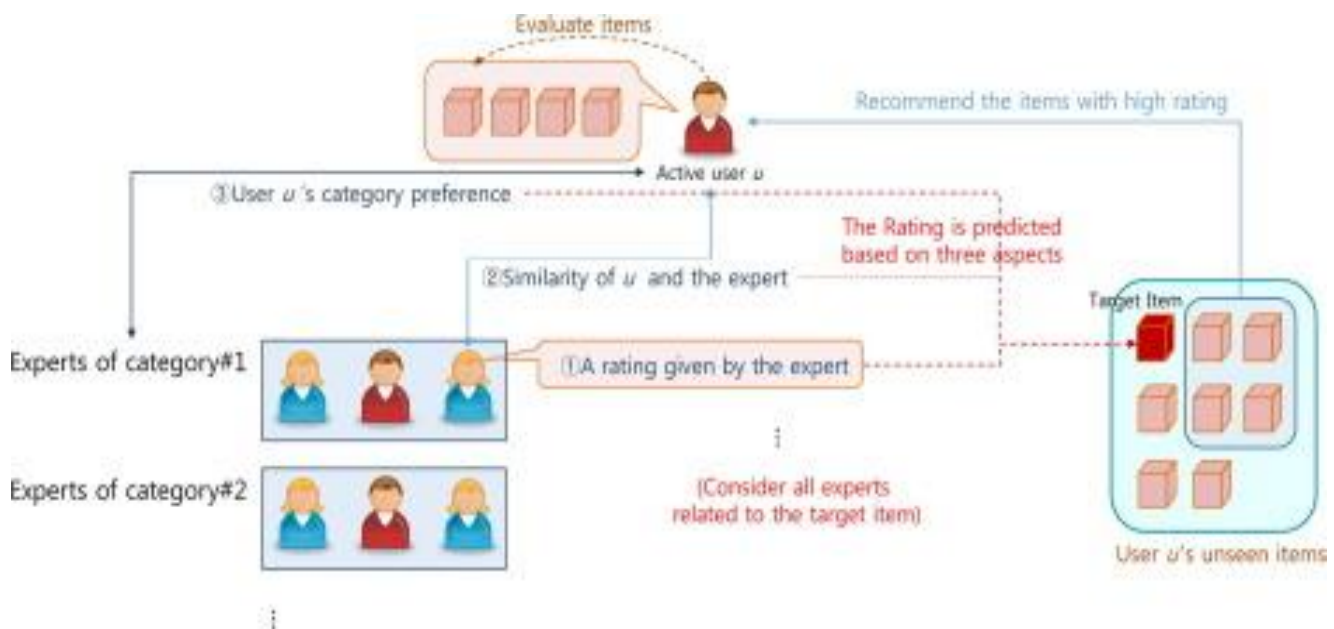 Evaluate items
Recommend the items with high rating
Active user u
③User u's category preference
The Rating is predicted
based on three aspects
②Similarity of u and the expert
Target Item
Experts of category#1
①A rating given by the expert
Experts of category#2
(Consider all experts
related to the target item)
User u's unseen items